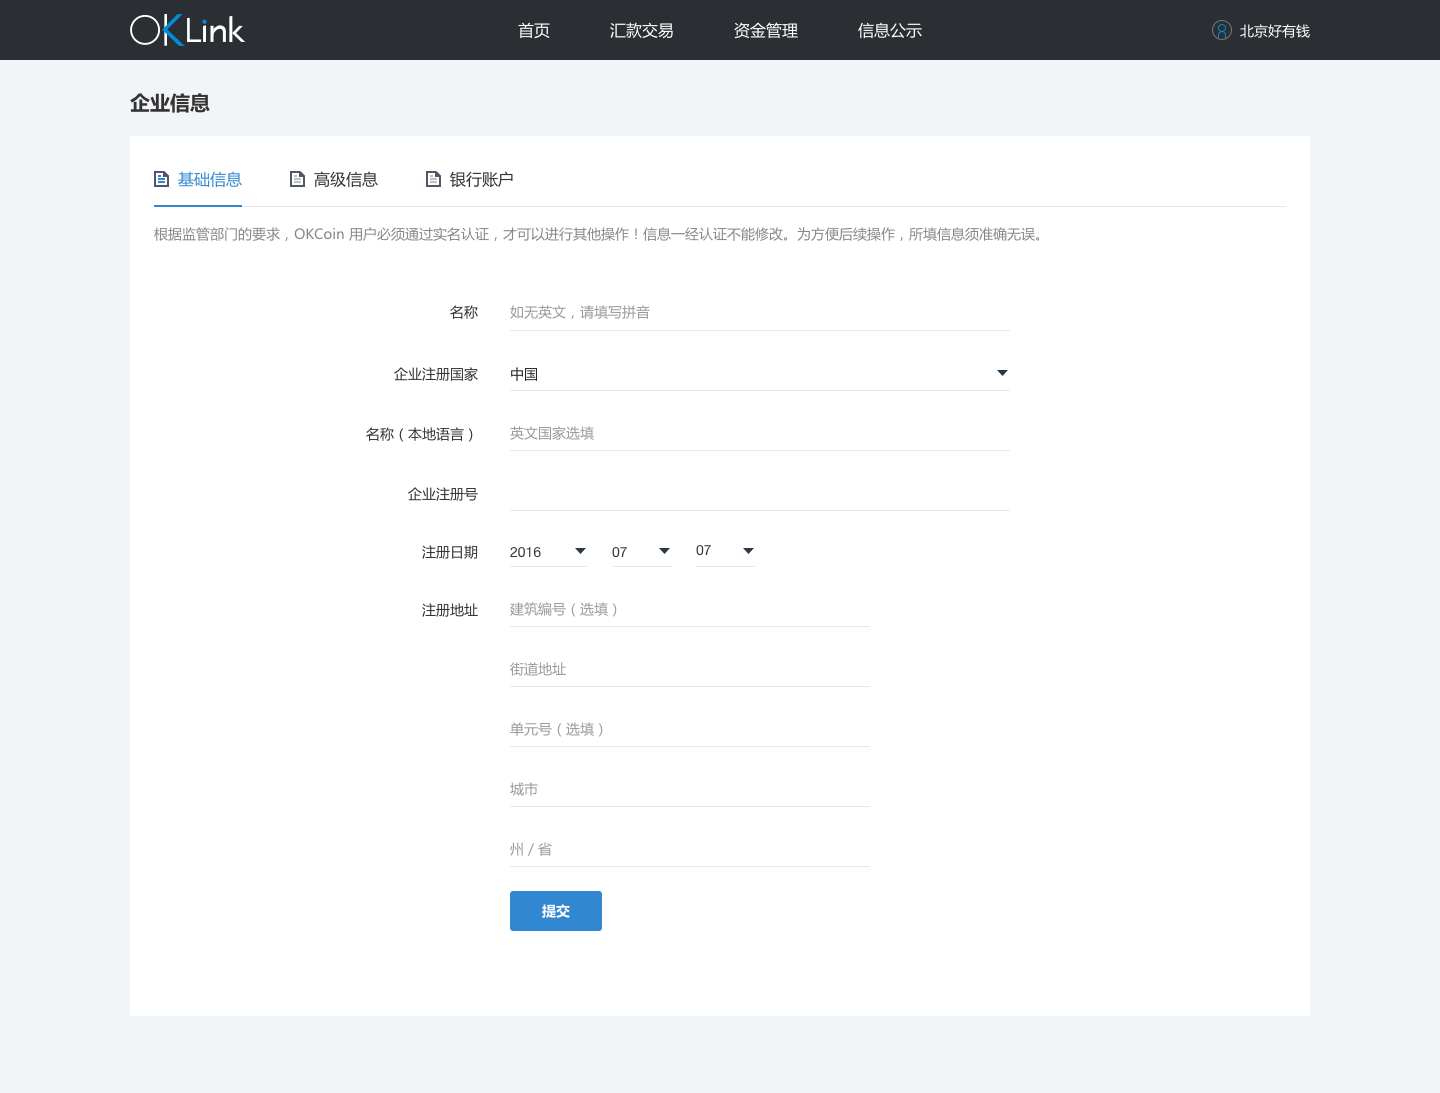 OKLink 首页 汇款交易 资金管理 信息公示 北京好有钱
企业信息
基础信息 高级信息 银行账户
根据监管部门的要求，OKCoin 用户必须通过实名认证，才可以进行其他操作！信息一经认证不能修改。为方便后续操作，所填信息须准确无误。
名称 如无英文，请填写拼音
企业注册国家 中国
名称（本地语言） 英文国家选填
企业注册号
注册日期 2016 07 07
注册地址 建筑编号（选填）
街道地址
单元号（选填）
城市
州 / 省
提交